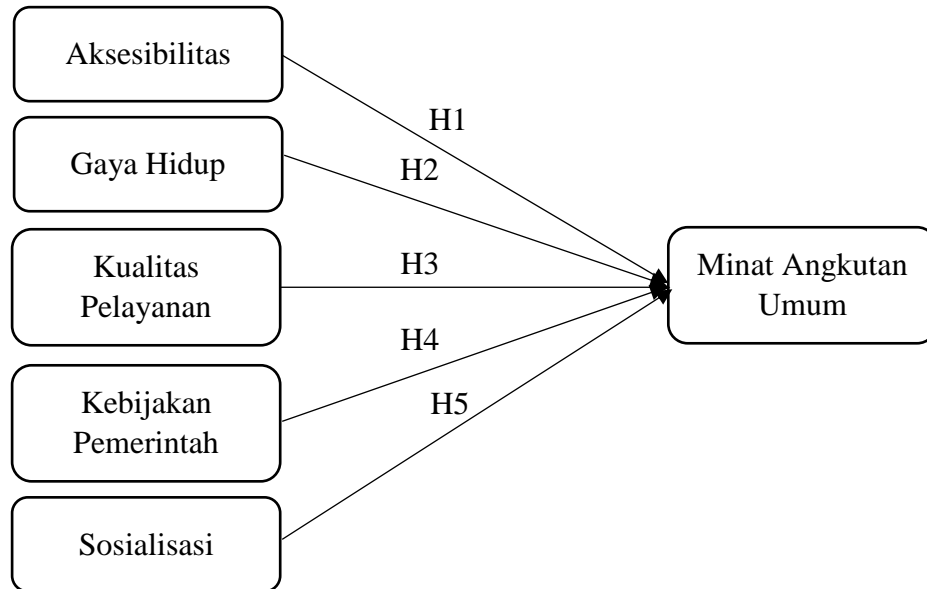 Aksesibilitas
H1
Gaya Hidup
H2
Kualitas
Pelayanan
H3
Minat Angkutan
Umum
Kebijakan
Pemerintah
H4
Sosialisasi
H5